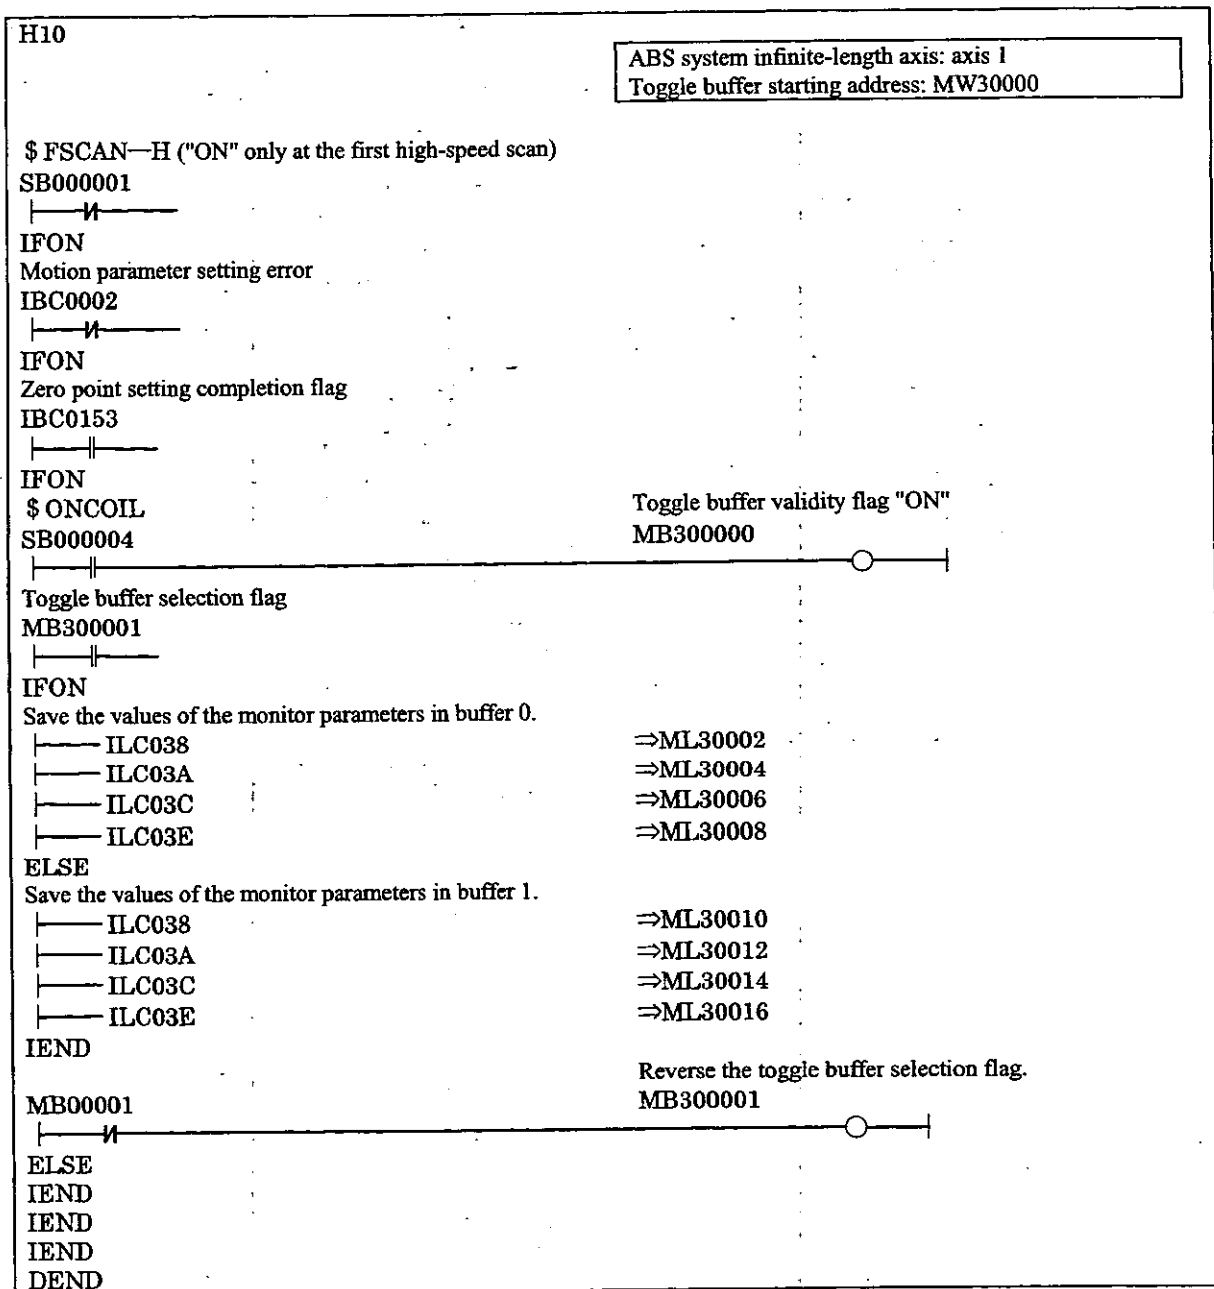 H10
ABS system infinite-length axis: axis 1
Toggle buffer starting address: MW30000
$ FSCAN—H ("ON" only at the first high-speed scan)
SB000001
IFON
Motion parameter setting error
IBC0002
IFON
Zero point setting completion flag
IBC0153
IFON
$ ONCOIL
Toggle buffer validity flag "ON"
SB000004
MB300000
Toggle buffer selection flag
MB300001
IFON
Save the values of the monitor parameters in buffer 0.
ILC038 ⇒ML30002
ILC03A ⇒ML30004
ILC03C ⇒ML30006
ILC03E ⇒ML30008
ELSE
Save the values of the monitor parameters in buffer 1.
ILC038 ⇒ML30010
ILC03A ⇒ML30012
ILC03C ⇒ML30014
ILC03E ⇒ML30016
IEND
Reverse the toggle buffer selection flag.
MB00001
MB300001
ELSE
IEND
IEND
IEND
DEND